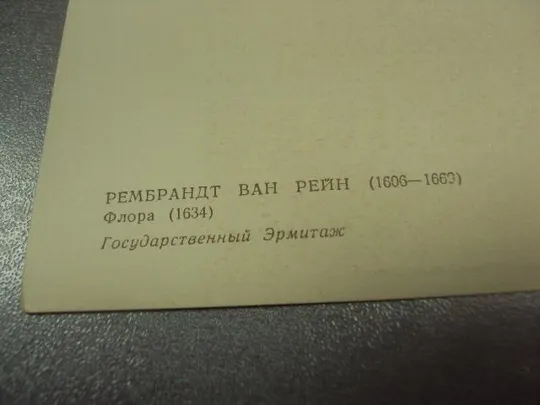 РЕМБРАНДТ ВАН РЕЙН (1606—1669)
Флора (1634)
Государственный Эрмитаж